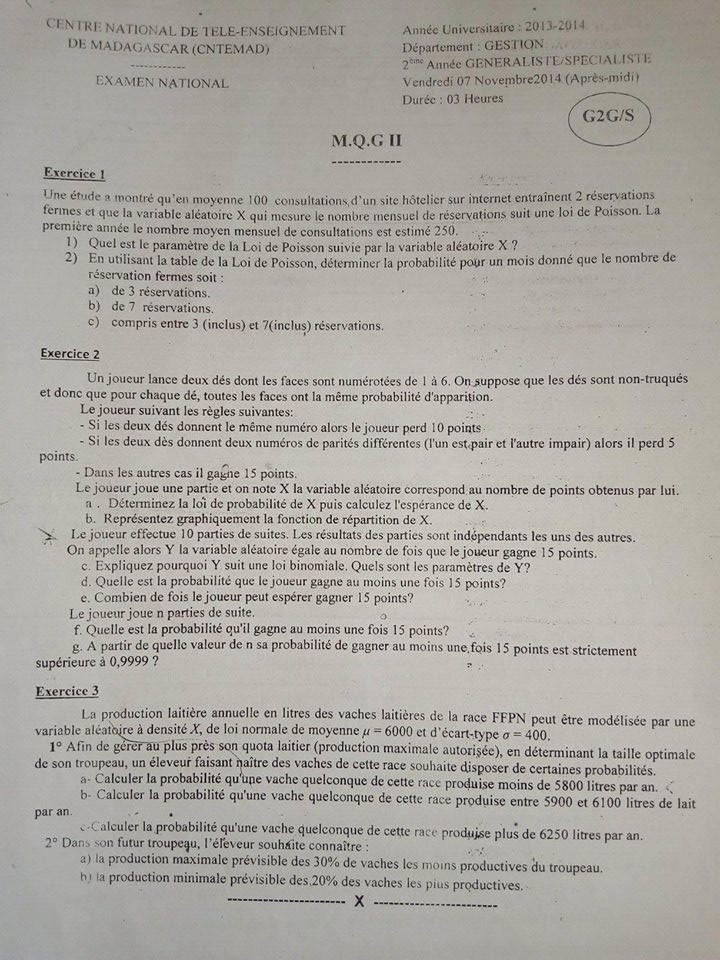 CENTRE NATIONAL DE TELE-ENSEIGNEMENT
DE MADAGASCAR (CNTEMAD)
------------
EXAMEN NATIONAL
Année Universitaire : 2013-2014
Département : GESTION
2ème Année GENERALISTE/SPECIALISTE
Vendredi 07 Novembre2014 (Après-midi)
Durée : 03 Heures
G2G/S
M.Q.G II
------------
Exercice 1
Une étude a montré qu'en moyenne 100 consultations d'un site hôtelier sur internet entraînent 2 réservations
fermes et que la variable aléatoire X qui mesure le nombre mensuel de réservations suit une loi de Poisson. La
première année le nombre moyen mensuel de consultations est estimé 250.
1) Quel est le paramètre de la Loi de Poisson suivie par la variable aléatoire X ?
2) En utilisant la table de la Loi de Poisson, déterminer la probabilité pour un mois donné que le nombre de
réservation fermes soit :
a) de 3 réservations.
b) de 7 réservations.
c) compris entre 3 (inclus) et 7(inclus) réservations.
Exercice 2
Un joueur lance deux dés dont les faces sont numérotées de 1 à 6. On suppose que les dés sont non-truqués
et donc que pour chaque dé, toutes les faces ont la même probabilité d'apparition.
Le joueur suivant les règles suivantes:
- Si les deux dés donnent le même numéro alors le joueur perd 10 points
- Si les deux dès donnent deux numéros de parités différentes (l'un est pair et l'autre impair) alors il perd 5
points.
- Dans les autres cas il gagne 15 points.
Le joueur joue une partie et on note X la variable aléatoire correspond au nombre de points obtenus par lui.
a . Déterminez la loi de probabilité de X puis calculez l'espérance de X.
b. Représentez graphiquement la fonction de répartition de X.
Le joueur effectue 10 parties de suites. Les résultats des parties sont indépendants les uns des autres.
On appelle alors Y la variable aléatoire égale au nombre de fois que le joueur gagne 15 points.
c. Expliquez pourquoi Y suit une loi binomiale. Quels sont les paramètres de Y?
d. Quelle est la probabilité que le joueur gagne au moins une fois 15 points?
e. Combien de fois le joueur peut espérer gagner 15 points?
Le joueur joue n parties de suite.
f. Quelle est la probabilité qu'il gagne au moins une fois 15 points?
g. A partir de quelle valeur de n sa probabilité de gagner au moins une fois 15 points est strictement
supérieure à 0,9999 ?
Exercice 3
La production laitière annuelle en litres des vaches laitières de la race FFPN peut être modélisée par une
variable aléatoire à densité X, de loi normale de moyenne μ = 6000 et d'écart-type σ = 400.
1° Afin de gérer au plus près son quota laitier (production maximale autorisée), en déterminant la taille optimale
de son troupeau, un éleveur faisant naître des vaches de cette race souhaite disposer de certaines probabilités.
a- Calculer la probabilité qu'une vache quelconque de cette race produise moins de 5800 litres par an.
b- Calculer la probabilité qu'une vache quelconque de cette race produise entre 5900 et 6100 litres de lait
par an.
c-Calculer la probabilité qu'une vache quelconque de cette race produise plus de 6250 litres par an.
2° Dans son futur troupeau, l'éleveur souhaite connaître :
a) la production maximale prévisible des 30% de vaches les moins productives du troupeau.
b) la production minimale prévisible des 20% des vaches les plus productives.
-------------------- X --------------------